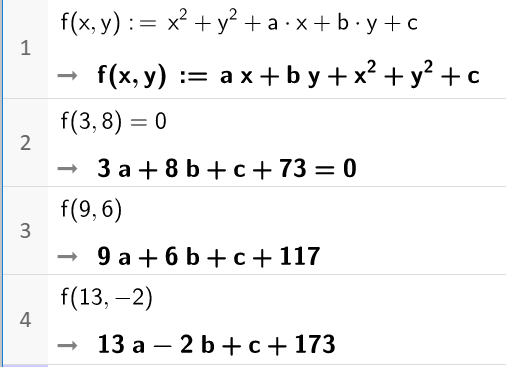 1
f(x,y) := x² + y² + a · x + b · y + c
→ f(x,y) := a x + b y + x² + y² + c
2
f(3,8) = 0
→ 3 a + 8 b + c + 73 = 0
3
f(9,6)
→ 9 a + 6 b + c + 117
4
f(13,−2)
→ 13 a − 2 b + c + 173